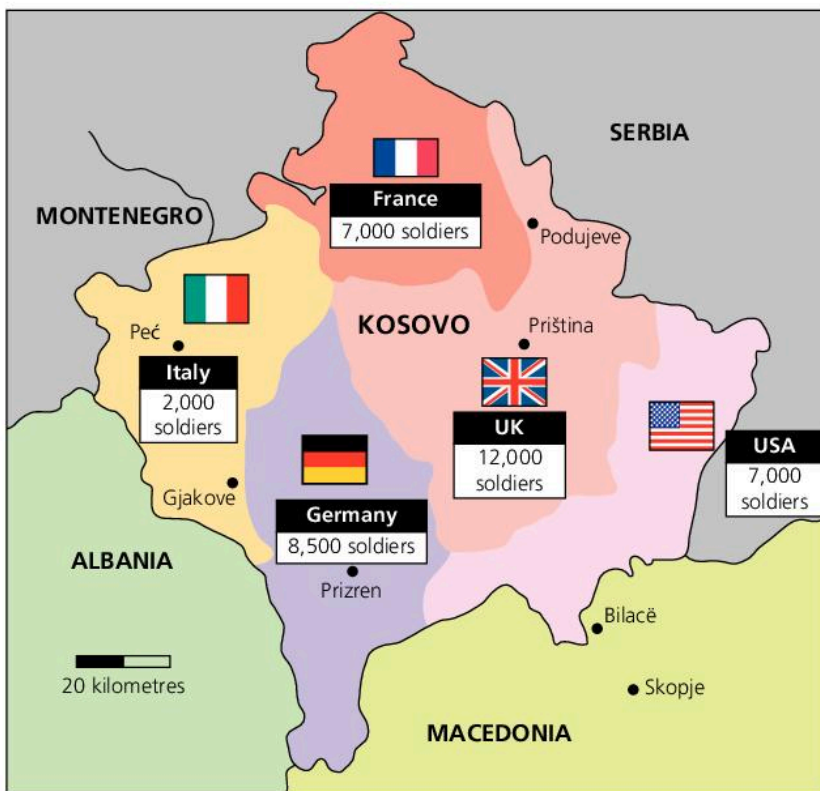 SERBIA
France
7,000 soldiers
MONTENEGRO
Podujeve
KOSOVO
Priština
Peć
Italy
2,000
soldiers
UK
12,000
soldiers
USA
7,000
soldiers
Gjakove
Germany
8,500 soldiers
ALBANIA
Prizren
Bilacë
20 kilometres
Skopje
MACEDONIA